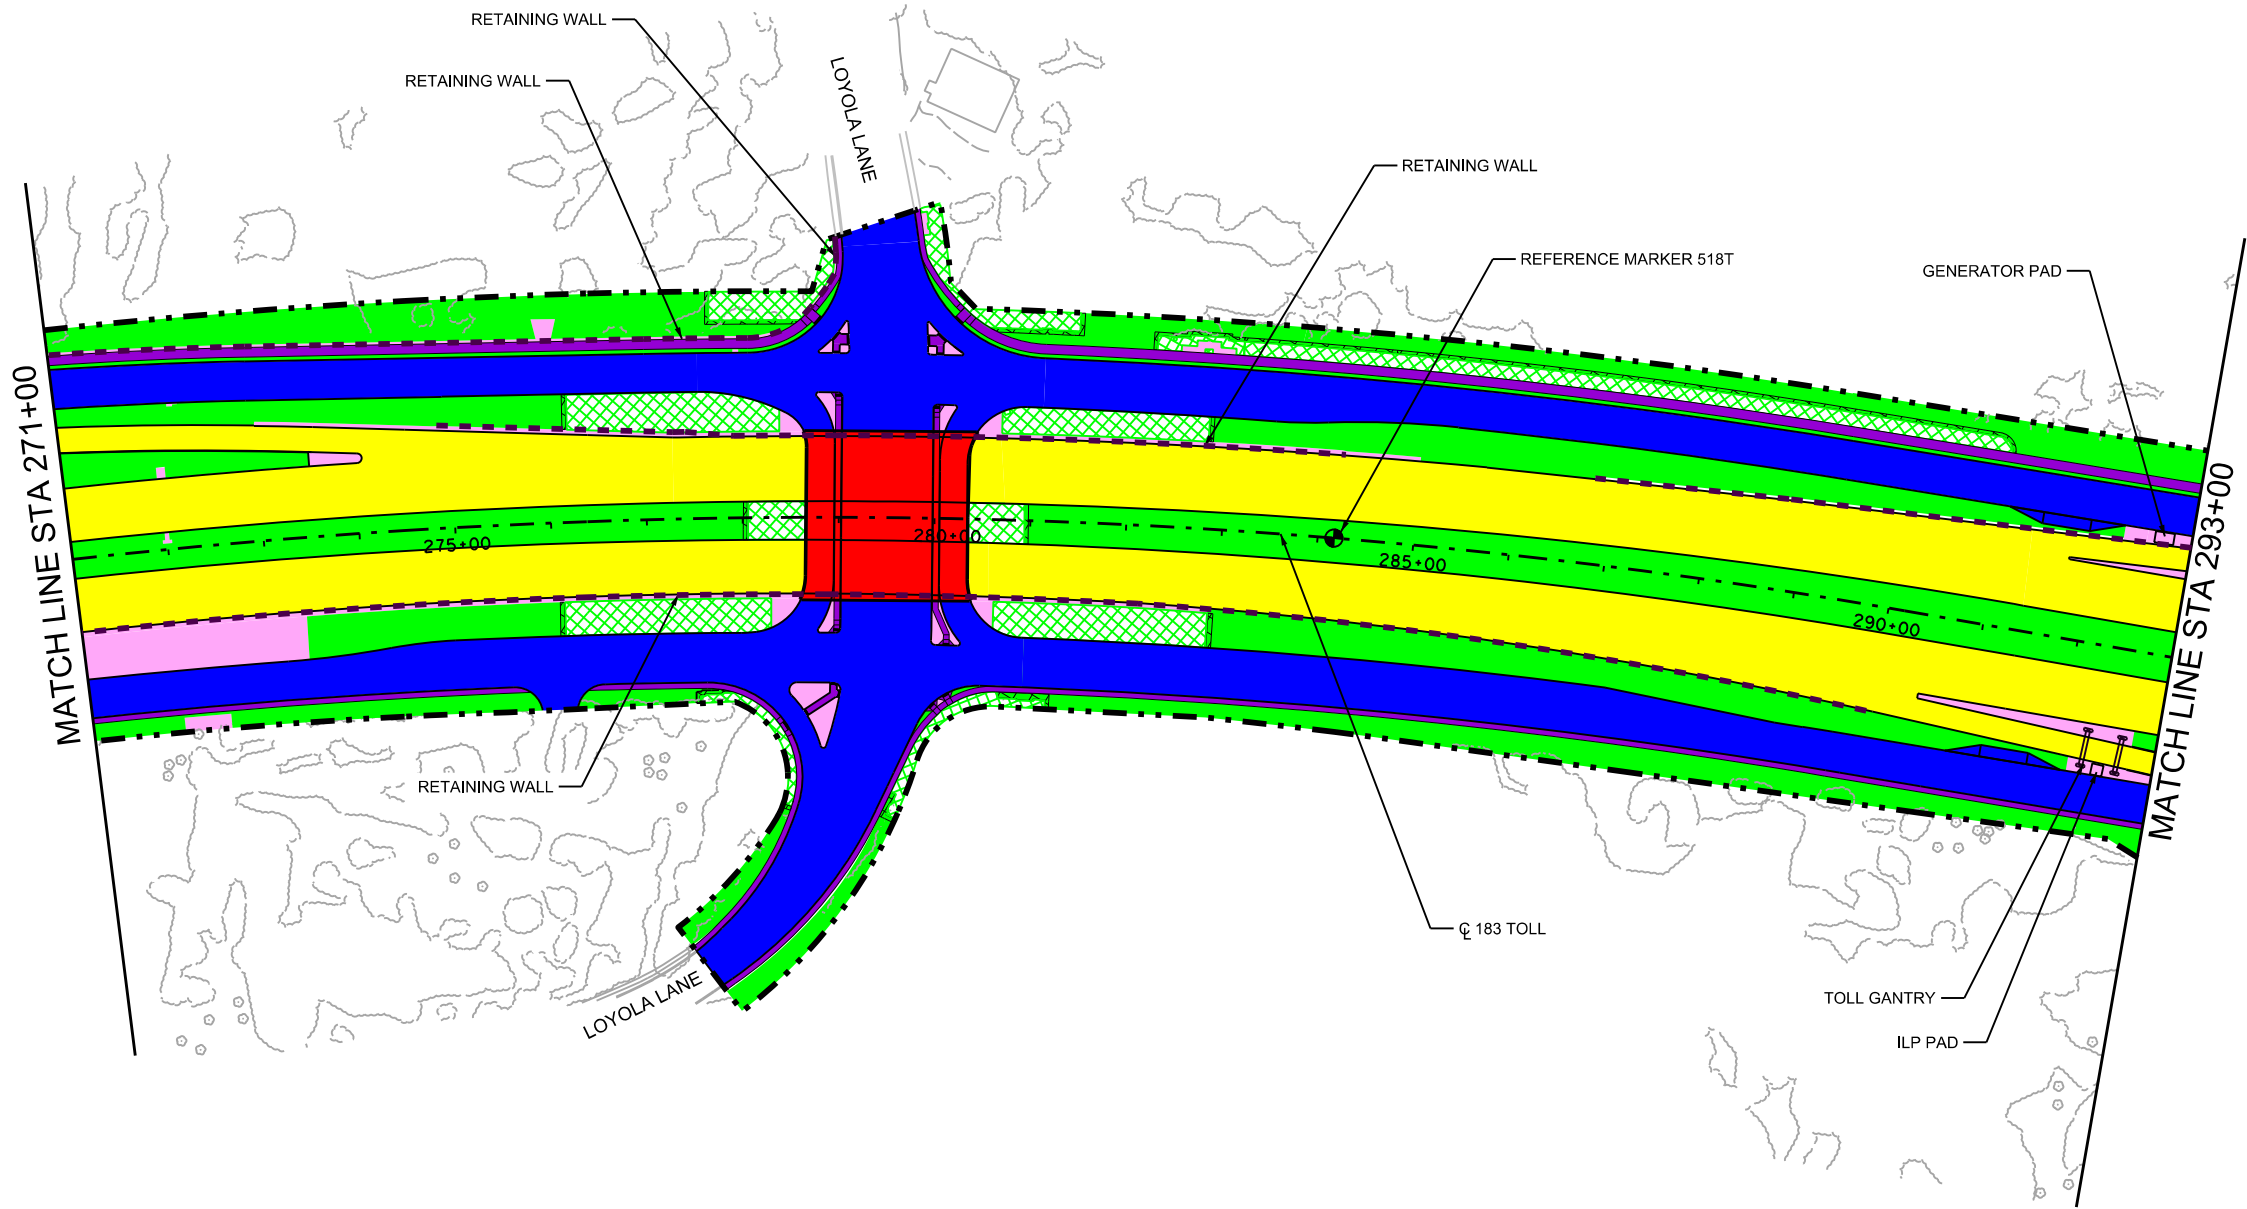 RETAINING WALL
RETAINING WALL
LOYOLA LANE
RETAINING WALL
REFERENCE MARKER 518T
GENERATOR PAD
MATCH LINE STA 271+00
275+00
280+00
285+00
290+00
MATCH LINE STA 293+00
RETAINING WALL
℄ 183 TOLL
LOYOLA LANE
TOLL GANTRY
ILP PAD